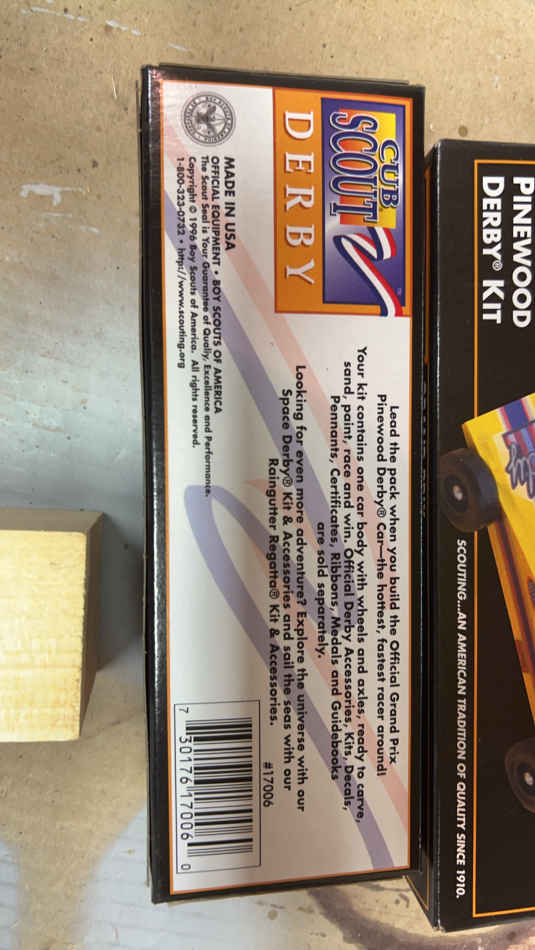 PINEWOOD
DERBY® KIT
SCOUTING...AN AMERICAN TRADITION OF QUALITY SINCE 1910.
CUB
SCOUT
DERBY
Lead the pack when you build the Official Grand Prix
Pinewood Derby® Car—the hottest, fastest racer around!
Your kit contains one car body with wheels and axles, ready to carve,
sand, paint, race and win. Official Derby Accessories, Kits, Decals,
Pennants, Certificates, Ribbons, Medals and Guidebooks
are sold separately.
Looking for even more adventure? Explore the universe with our
Space Derby® Kit & Accessories and sail the seas with our
Raingutter Regatta® Kit & Accessories.
#17006
MADE IN USA
OFFICIAL EQUIPMENT • BOY SCOUTS OF AMERICA
The Scout Seal is Your Guarantee of Quality, Excellence and Performance.
Copyright © 1996 Boy Scouts of America. All rights reserved.
1-800-323-0732 • http://www.scouting.org
7 30176 17006 0